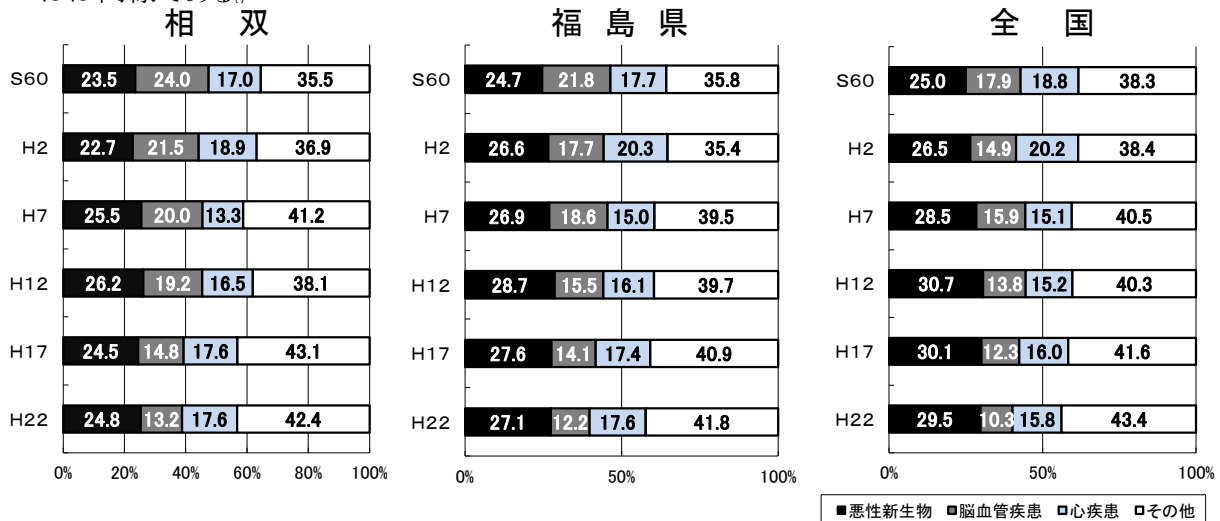 相　双
福 島 県
全　国
S60 23.5 24.0 17.0 35.5
H2 22.7 21.5 18.9 36.9
H7 25.5 20.0 13.3 41.2
H12 26.2 19.2 16.5 38.1
H17 24.5 14.8 17.6 43.1
H22 24.8 13.2 17.6 42.4
0% 20% 40% 60% 80% 100%
S60 24.7 21.8 17.7 35.8
H2 26.6 17.7 20.3 35.4
H7 26.9 18.6 15.0 39.5
H12 28.7 15.5 16.1 39.7
H17 27.6 14.1 17.4 40.9
H22 27.1 12.2 17.6 41.8
0% 50% 100%
S60 25.0 17.9 18.8 38.3
H2 26.5 14.9 20.2 38.4
H7 28.5 15.9 15.1 40.5
H12 30.7 13.8 15.2 40.3
H17 30.1 12.3 16.0 41.6
H22 29.5 10.3 15.8 43.4
0% 50% 100%
■悪性新生物 ■脳血管疾患 □心疾患 □その他